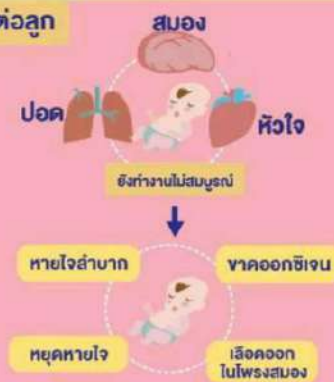 ต่อลูก
สมอง
ปอด
หัวใจ
ยังทำงานไม่สมบูรณ์
หายใจลำบาก
ขาดออกซิเจน
หยุดหายใจ
เลือดออก
ในโพรงสมอง